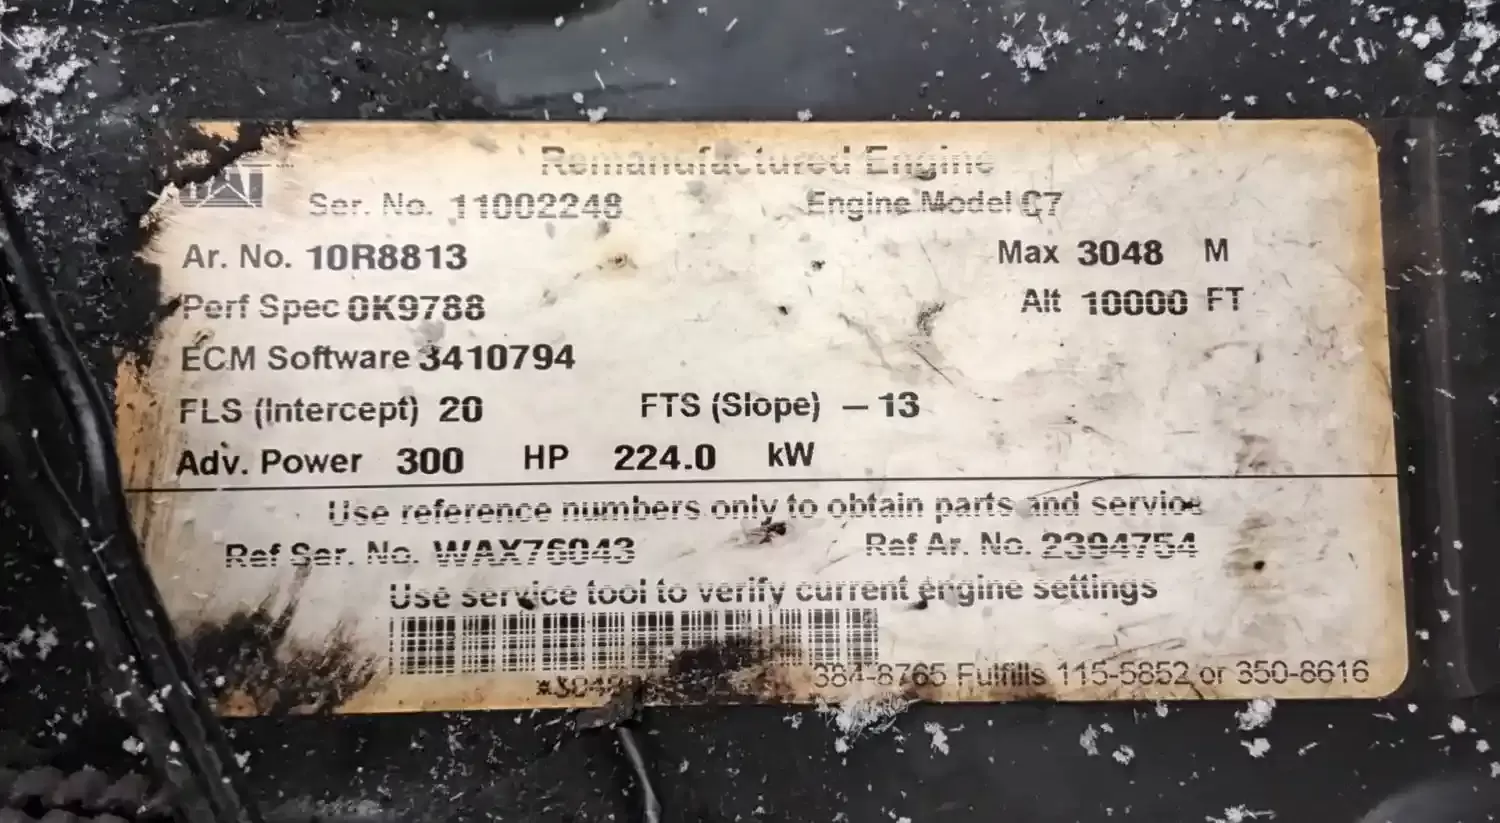 Remanufactured Engine
CAT Ser. No. 11002248 Engine Model C7
Ar. No. 10R8813 Max 3048 M
Perf Spec 0K9788 Alt 10000 FT
ECM Software 3410794
FLS (Intercept) 20 FTS (Slope) – 13
Adv. Power 300 HP 224.0 kW
Use reference numbers only to obtain parts and service
Ref Ser. No. WAX76043 Ref Ar. No. 2394754
Use service tool to verify current engine settings
384-8765 Fulfills 115-5852 or 350-8616